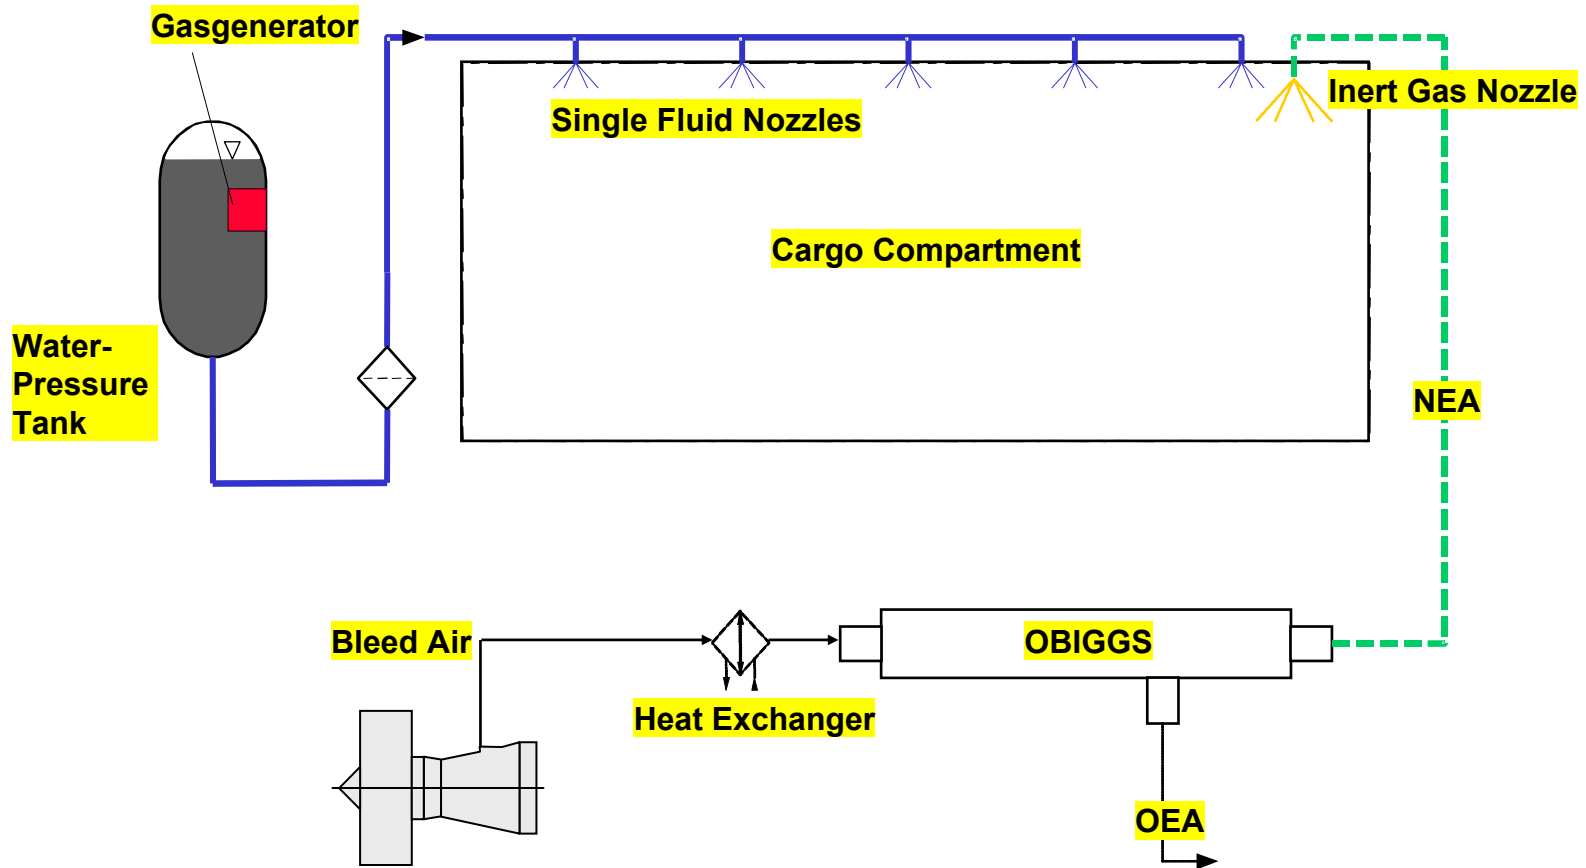 Gasgenerator
Inert Gas Nozzle
Single Fluid Nozzles
Cargo Compartment
Water-
Pressure
Tank
NEA
Bleed Air
OBIGGS
Heat Exchanger
OEA